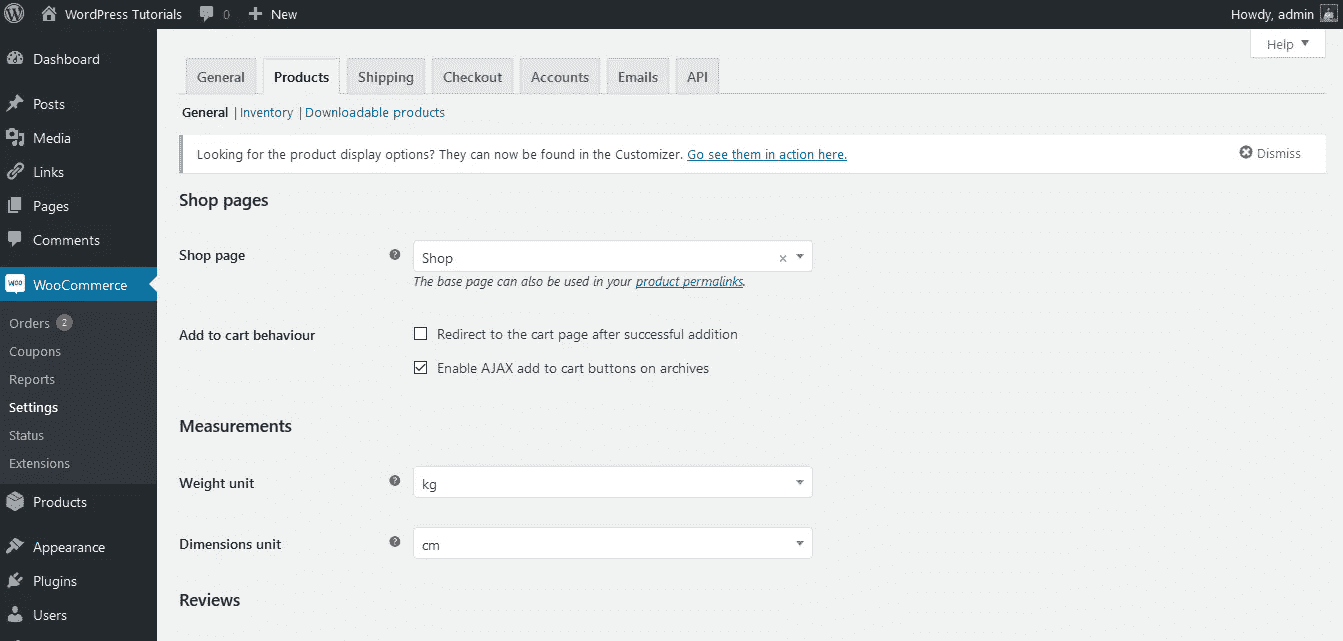 WordPress Tutorials 0 New Howdy, admin
Help
Dashboard
Posts
Media
Links
Pages
Comments
WOO WooCommerce
Orders 2
Coupons
Reports
Settings
Status
Extensions
Products
Appearance
Plugins
Users
General Products Shipping Checkout Accounts Emails API
General | Inventory | Downloadable products
Looking for the product display options? They can now be found in the Customizer. Go see them in action here. Dismiss
Shop pages
Shop page ? Shop ×
The base page can also be used in your product permalinks.
Add to cart behaviour Redirect to the cart page after successful addition
Enable AJAX add to cart buttons on archives
Measurements
Weight unit ? kg
Dimensions unit ? cm
Reviews